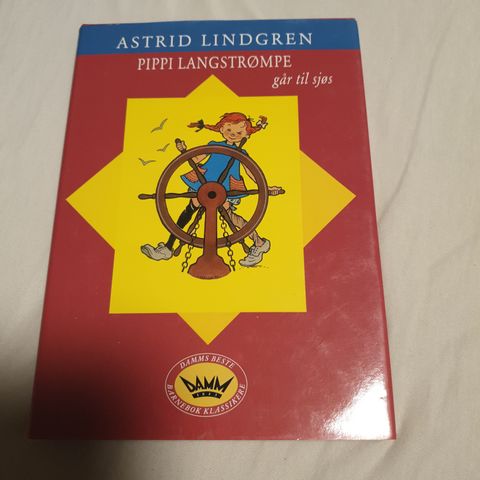 ASTRID LINDGREN
PIPPI LANGSTRØMPE
går til sjøs
DAMMS BESTE
DAMM
BARNEBOK KLASSIKERE